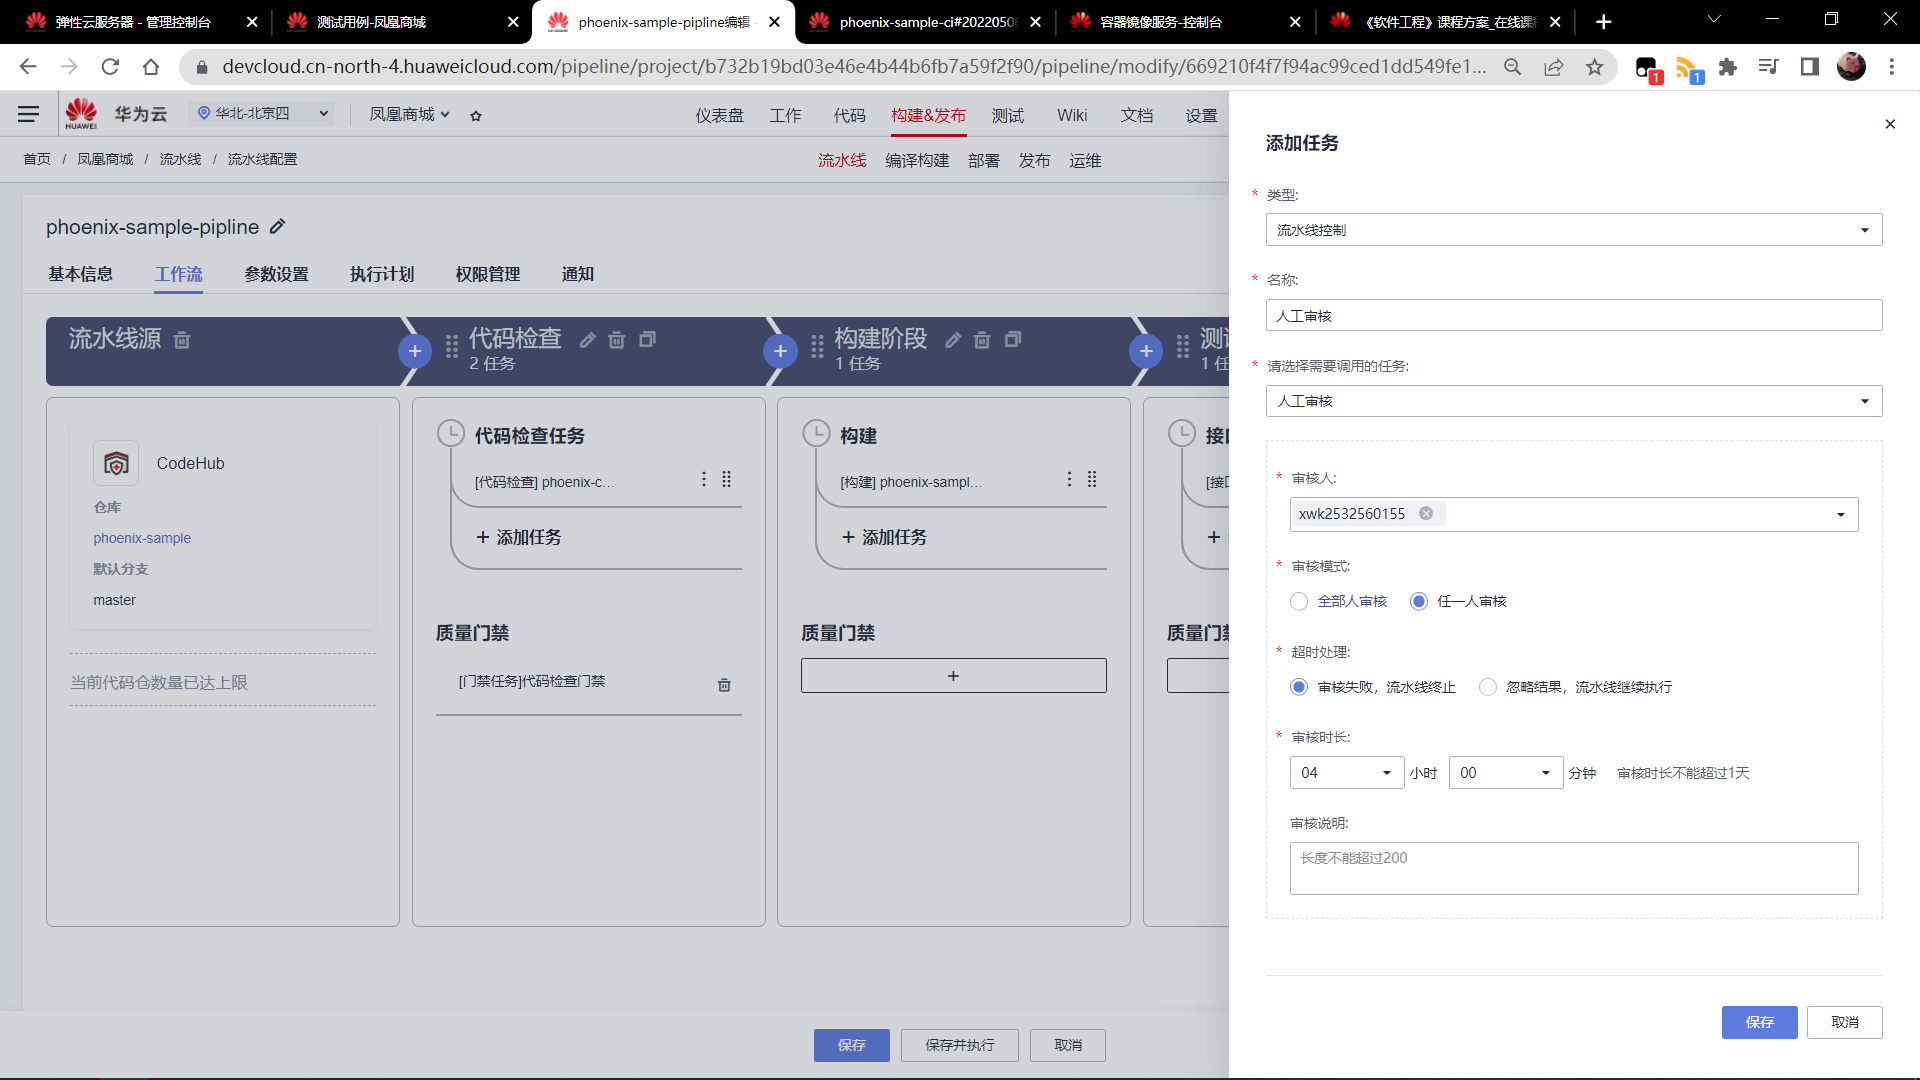 弹性云服务器 - 管理控制台
测试用例-凤凰商城
phoenix-sample-pipline编辑
phoenix-sample-ci#2022050
容器镜像服务-控制台
《软件工程》课程方案_在线课
devcloud.cn-north-4.huaweicloud.com/pipeline/project/b732b19bd03e46e4b44b6fb7a59f2f90/pipeline/modify/669210f4f7f94ac99ced1dd549fe1...
1
1
HUAWEI
华为云
华北-北京四
凤凰商城
仪表盘 工作 代码 构建&发布 测试 Wiki 文档 设置
首页 / 凤凰商城 / 流水线 / 流水线配置
流水线 编译构建 部署 发布 运维
phoenix-sample-pipline
基本信息 工作流 参数设置 执行计划 权限管理 通知
流水线源
代码检查
2 任务
构建阶段
1 任务
测
1 任
CodeHub
仓库
phoenix-sample
默认分支
master
当前代码仓数量已达上限
代码检查任务
[代码检查] phoenix-c...
+ 添加任务
质量门禁
[门禁任务]代码检查门禁
构建
[构建] phoenix-sampl...
+ 添加任务
质量门禁
+
接
[接
+
质量门
添加任务
* 类型:
流水线控制
* 名称:
人工审核
* 请选择需要调用的任务:
人工审核
* 审核人:
xwk2532560155
* 审核模式:
全部人审核 任一人审核
* 超时处理:
审核失败，流水线终止 忽略结果，流水线继续执行
* 审核时长:
04 小时 00 分钟 审核时长不能超过1天
审核说明:
长度不能超过200
保存 取消
保存 保存并执行 取消